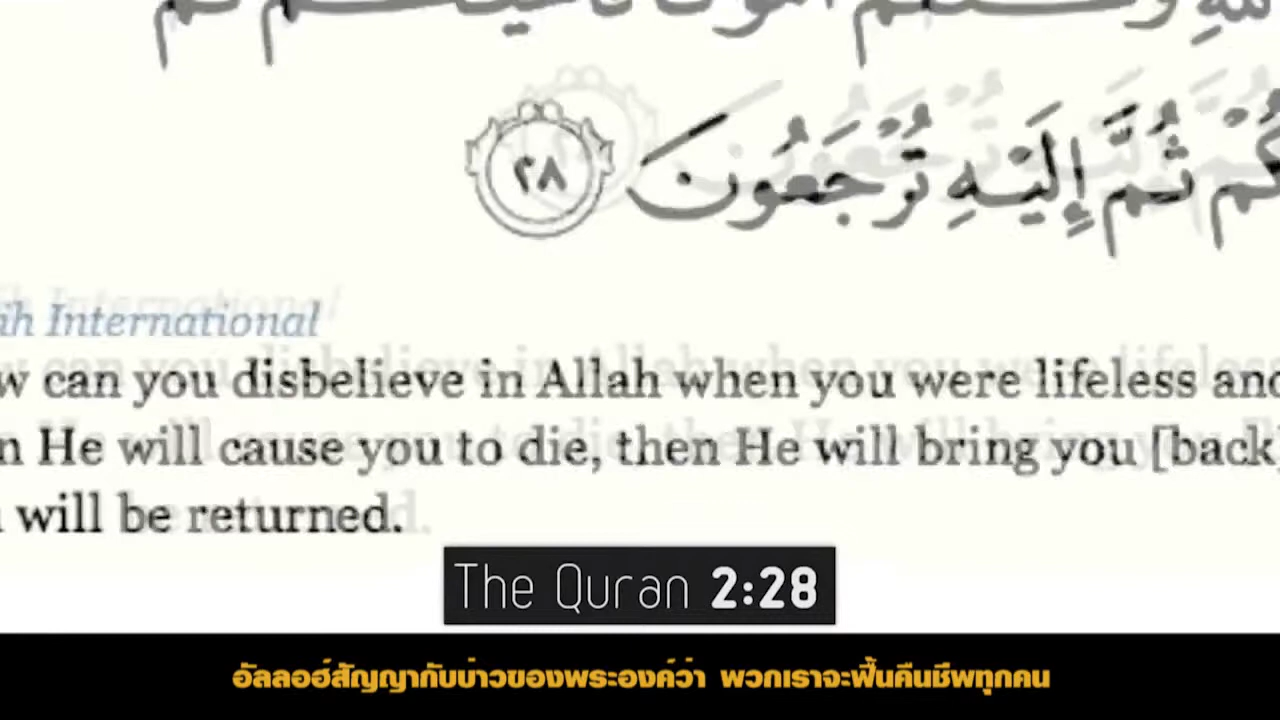 ثُمَّ إِلَيْهِ تُرْجَعُونَ ٢٨
International
can you disbelieve in Allah when you were lifeless and
He will cause you to die, then He will bring you [back]
will be returned.
The Quran 2:28
อัลลอฮ์สัญญากับบ่าวของพระองค์ว่า พวกเราจะฟื้นคืนชีพทุกคน